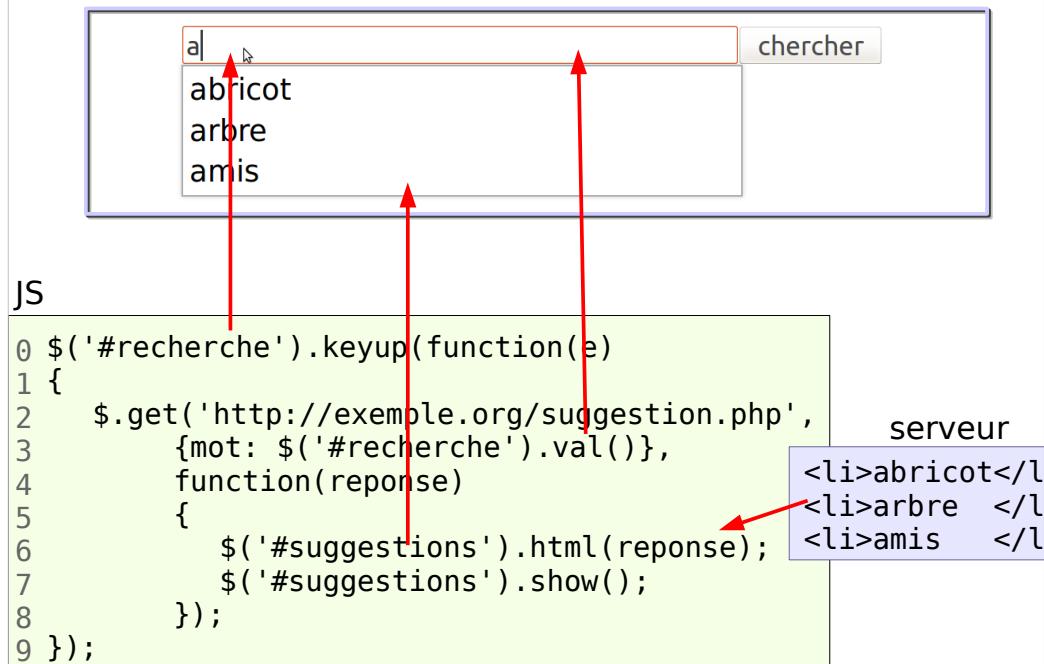 a chercher
abricot
arbre
amis
JS
0 $('#recherche').keyup(function(e)
1 {
2 $.get('http://exemple.org/suggestion.php',
3 {mot: $('#recherche').val()},
4 function(reponse)
5 {
6 $('#suggestions').html(reponse);
7 $('#suggestions').show();
8 });
9 });
serveur
<li>abricot</l
<li>arbre </l
<li>amis </l